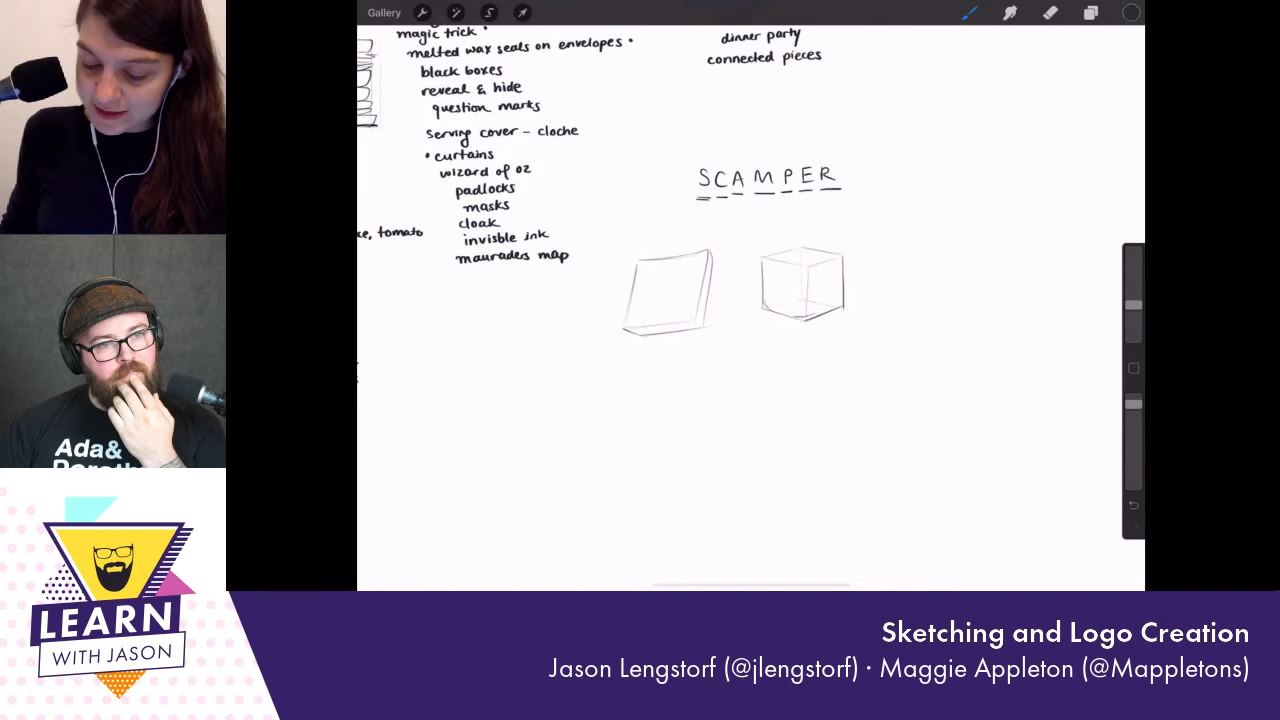 Gallery
magic trick •
melted wax seals on envelopes •
black boxes
reveal & hide
question marks
serving cover - cloche
• curtains
wizard of oz
padlocks
masks
cloak
invisble ink
mauraders map
tomato
dinner party
connected pieces
SCAMPER
Ada&
LEARN
WITH JASON
Sketching and Logo Creation
Jason Lengstorf (@jlengstorf) · Maggie Appleton (@Mappletons)